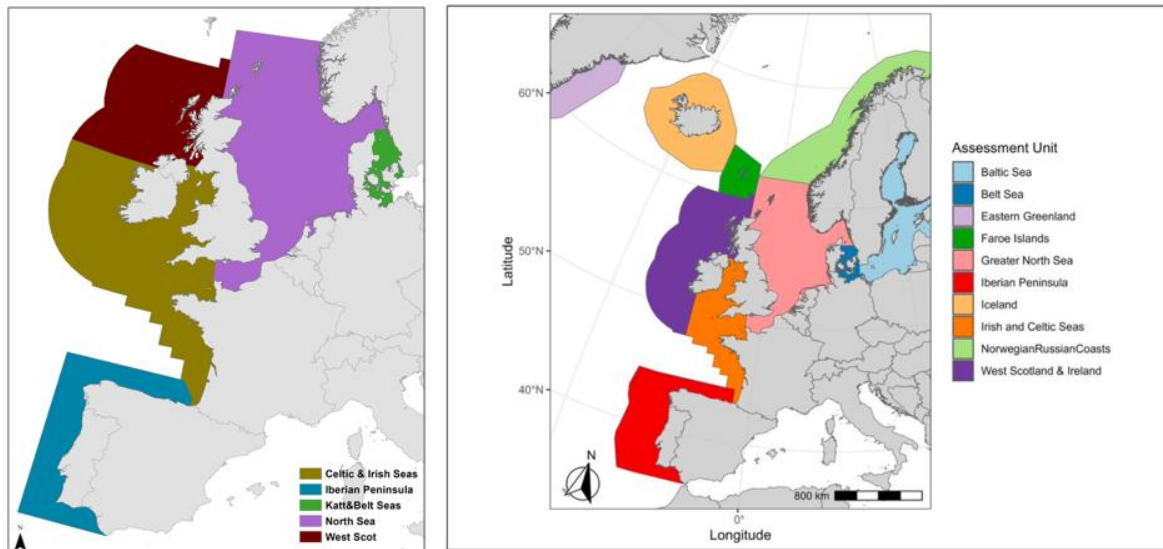 Celtic & Irish Seas
Iberian Peninsula
Katt&Belt Seas
North Sea
West Scot
N
60°N
50°N
40°N
Latitude
N
800 km
0°
Longitude
Assessment Unit
Baltic Sea
Belt Sea
Eastern Greenland
Faroe Islands
Greater North Sea
Iberian Peninsula
Iceland
Irish and Celtic Seas
NorwegianRussianCoasts
West Scotland & Ireland